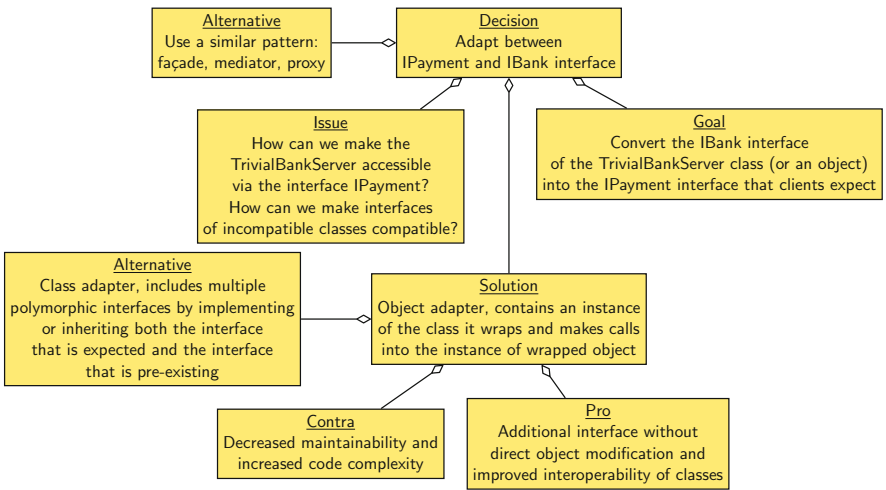 Alternative
Use a similar pattern:
façade, mediator, proxy
Decision
Adapt between
IPayment and IBank interface
Issue
How can we make the
TrivialBankServer accessible
via the interface IPayment?
How can we make interfaces
of incompatible classes compatible?
Goal
Convert the IBank interface
of the TrivialBankServer class (or an object)
into the IPayment interface that clients expect
Alternative
Class adapter, includes multiple
polymorphic interfaces by implementing
or inheriting both the interface
that is expected and the interface
that is pre-existing
Solution
Object adapter, contains an instance
of the class it wraps and makes calls
into the instance of wrapped object
Contra
Decreased maintainability and
increased code complexity
Pro
Additional interface without
direct object modification and
improved interoperability of classes